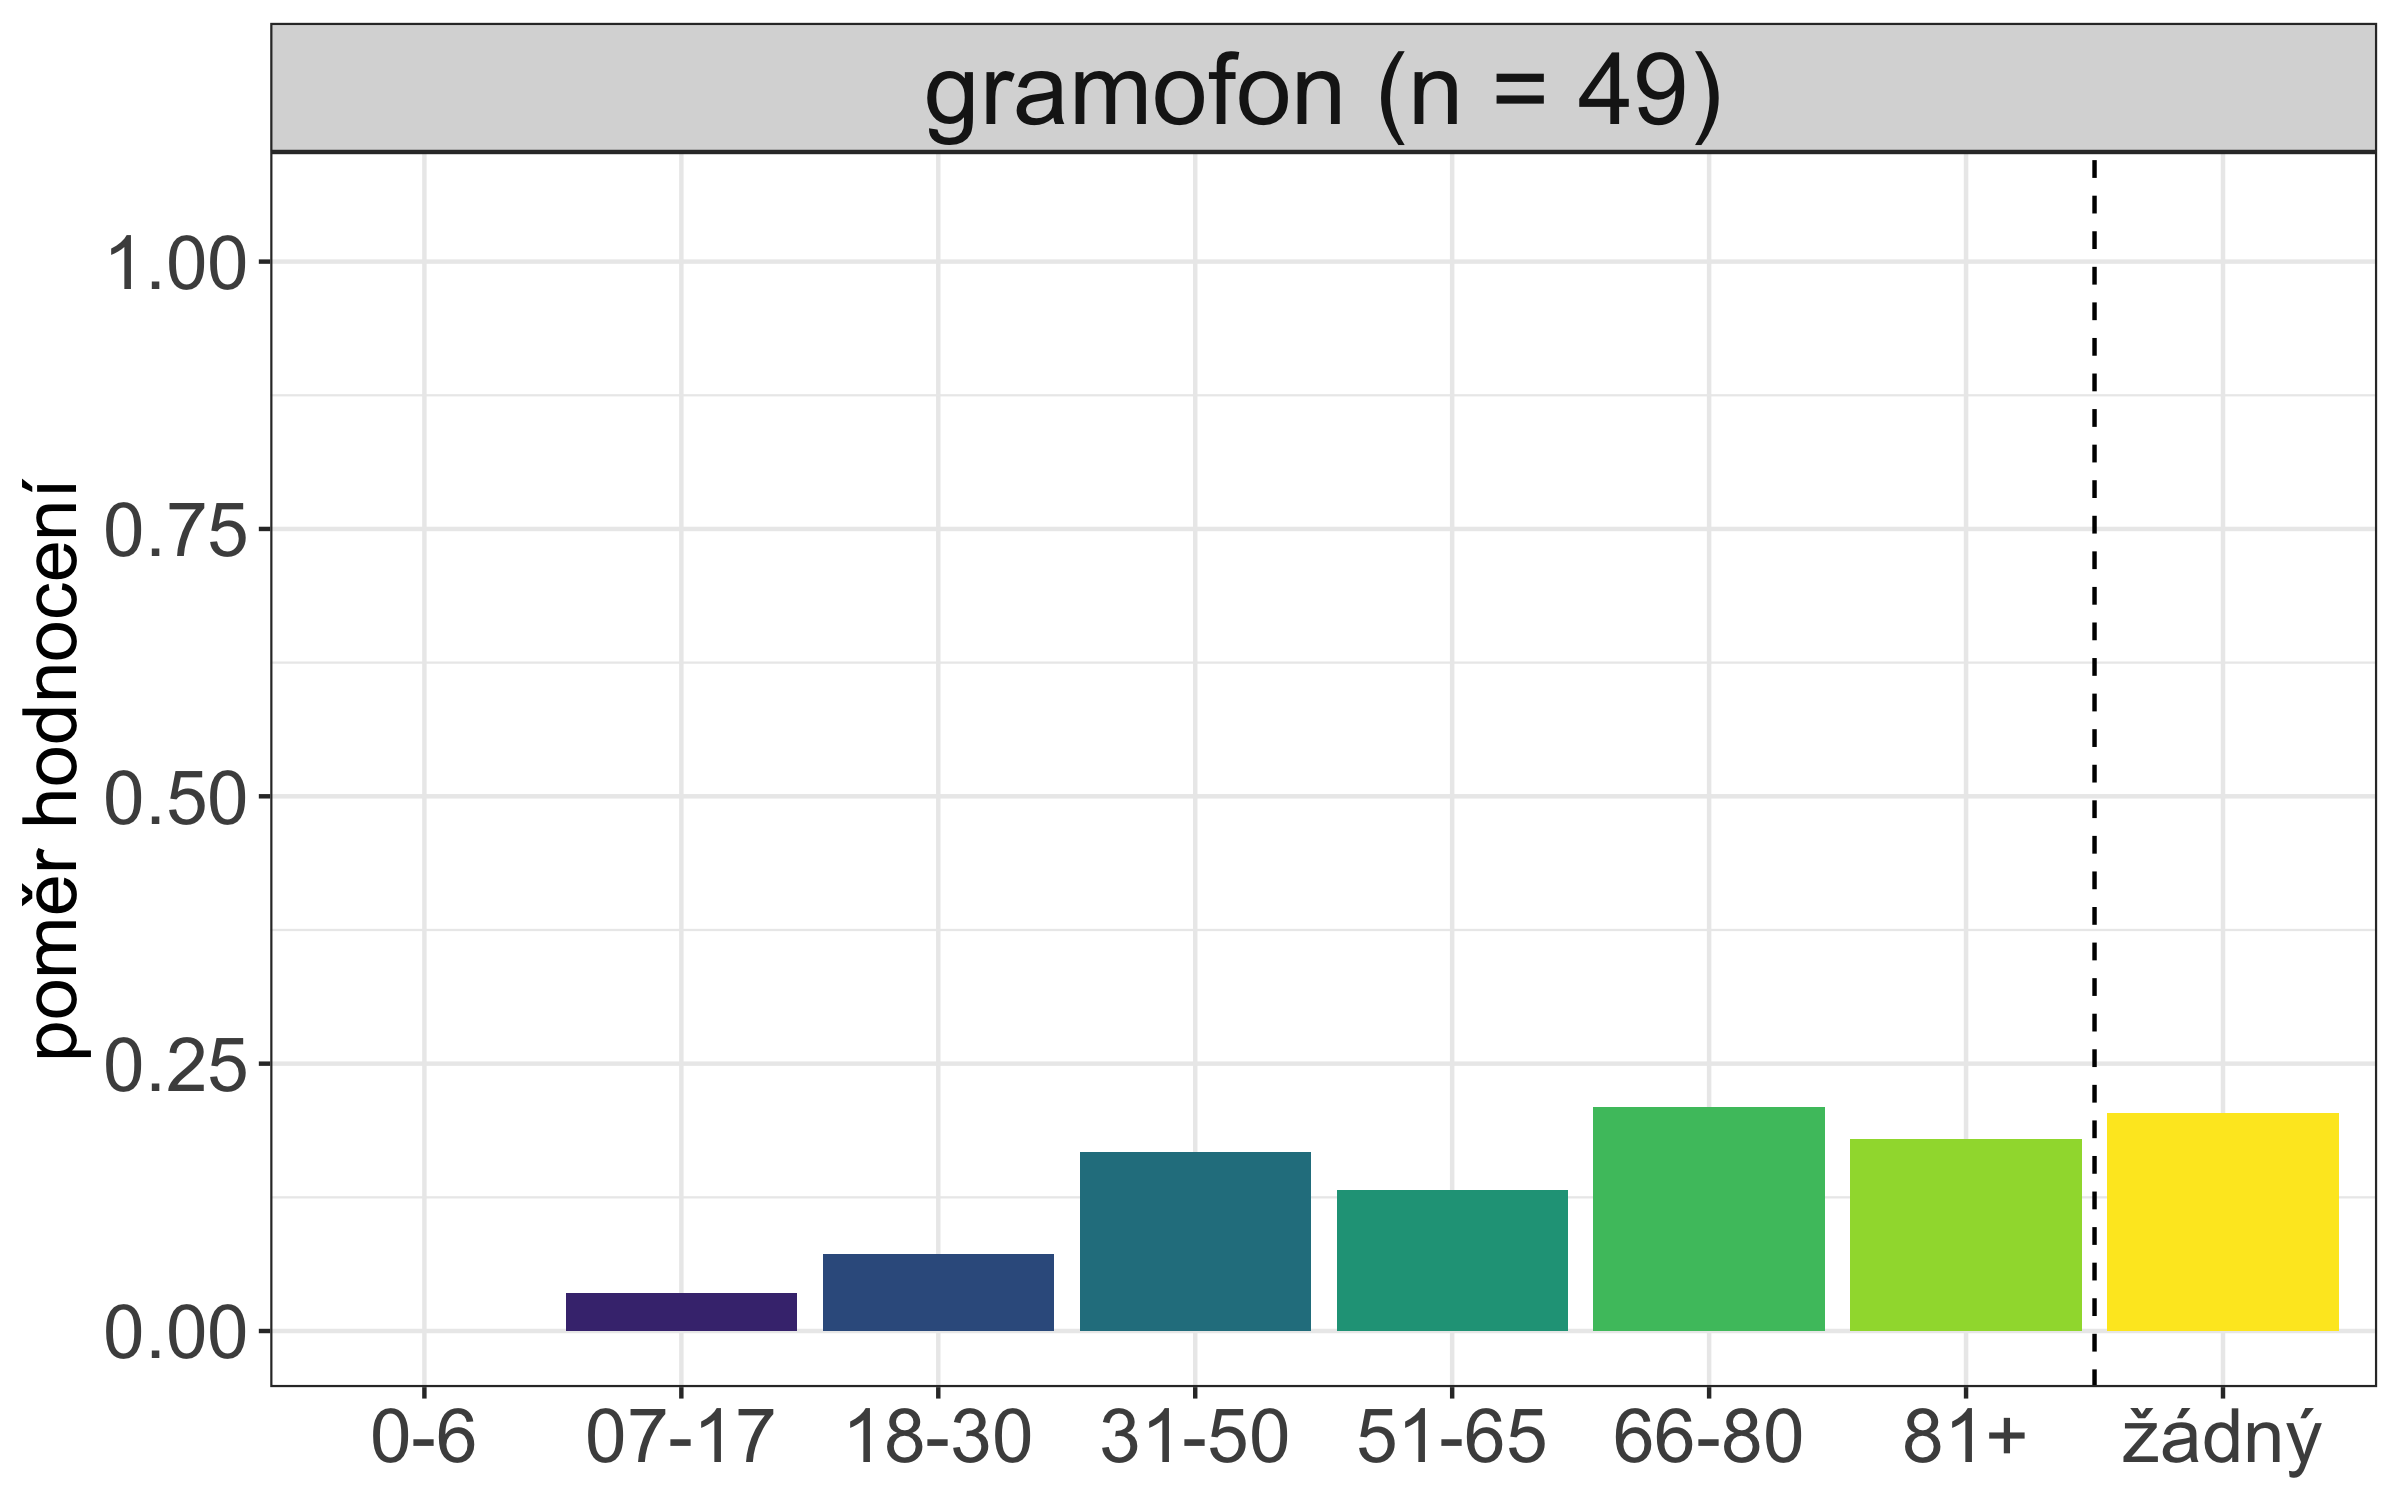 gramofon (n = 49)
poměr hodnocení
1.00
0.75
0.50
0.25
0.00
0-6 07-17 18-30 31-50 51-65 66-80 81+ žádný